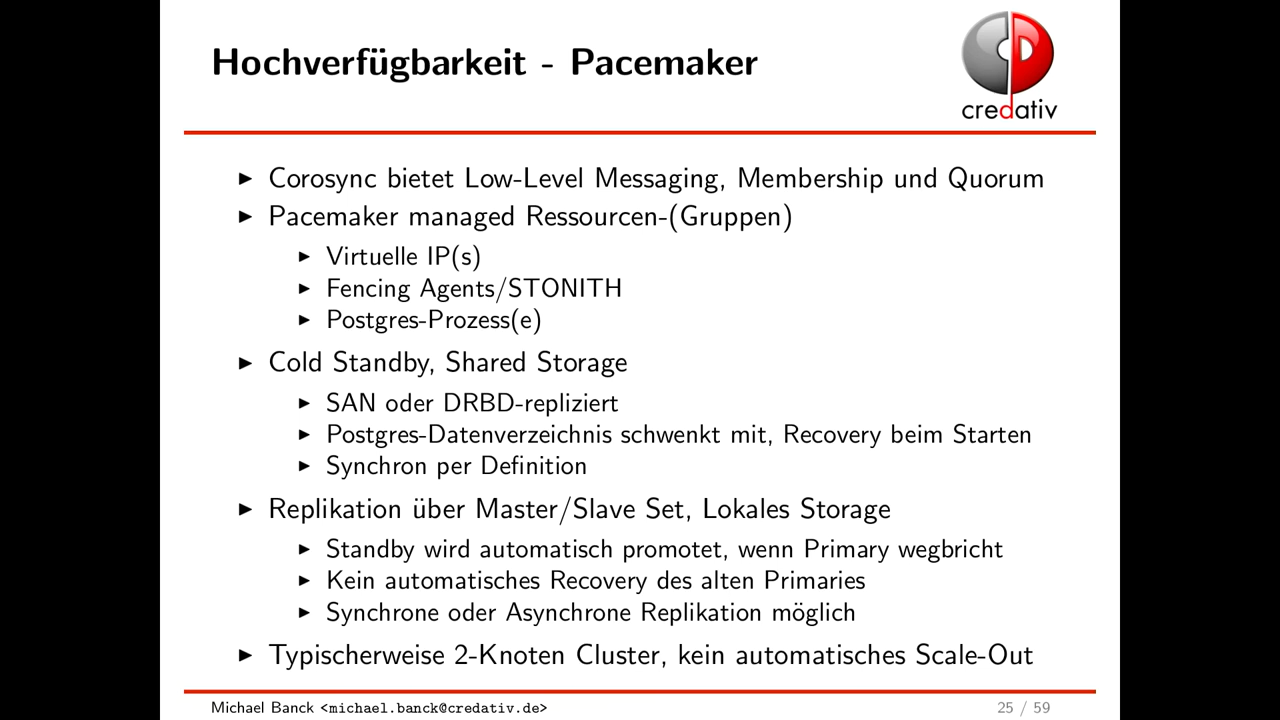 Hochverfügbarkeit - Pacemaker
credativ
► Corosync bietet Low-Level Messaging, Membership und Quorum
► Pacemaker managed Ressourcen-(Gruppen)
► Virtuelle IP(s)
► Fencing Agents/STONITH
► Postgres-Prozess(e)
► Cold Standby, Shared Storage
► SAN oder DRBD-repliziert
► Postgres-Datenverzeichnis schwenkt mit, Recovery beim Starten
► Synchron per Definition
► Replikation über Master/Slave Set, Lokales Storage
► Standby wird automatisch promotet, wenn Primary wegbricht
► Kein automatisches Recovery des alten Primaries
► Synchrone oder Asynchrone Replikation möglich
► Typischerweise 2-Knoten Cluster, kein automatisches Scale-Out
Michael Banck <michael.banck@credativ.de>
25 / 59